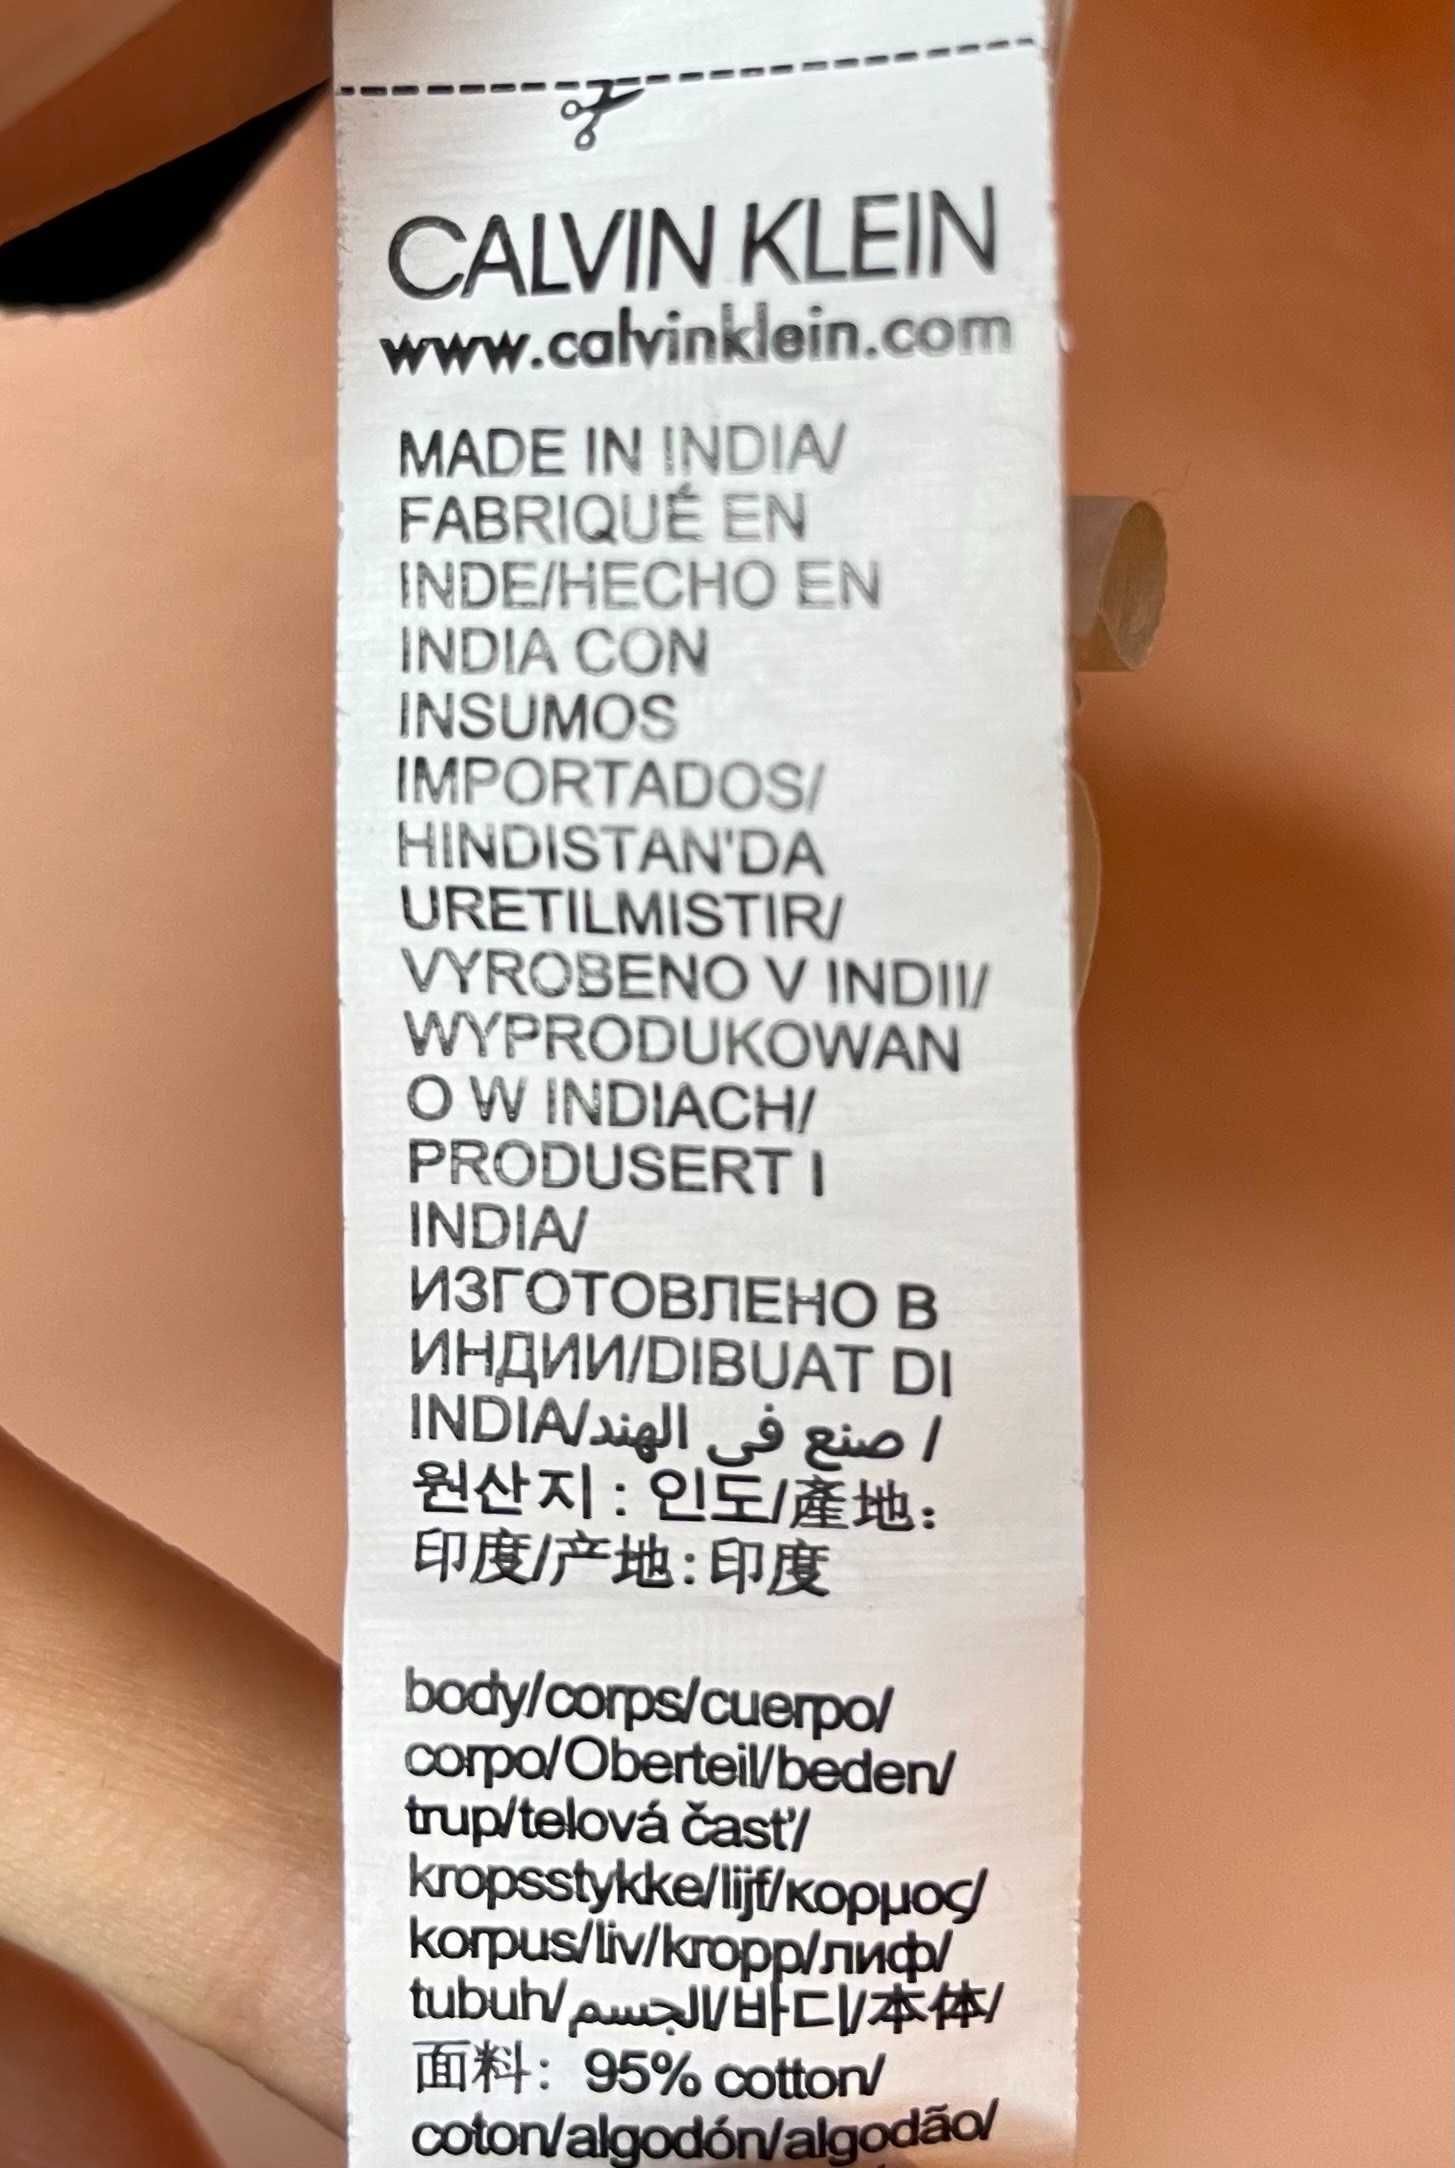 CALVIN KLEIN
www.calvinklein.com
MADE IN INDIA/
FABRIQUÉ EN
INDE/HECHO EN
INDIA CON
INSUMOS
IMPORTADOS/
HINDISTAN'DA
URETILMISTIR/
VYROBENO V INDII/
WYPRODUKOWAN
O W INDIACH/
PRODUSERT I
INDIA/
ИЗГОТОВЛЕНО В
ИНДИИ/DIBUAT DI
INDIA/صنع فى الهند /
원산지 : 인도/產地:
印度/产地:印度
body/corps/cuerpo/
corpo/Oberteil/beden/
trup/telová časť/
kropsstykke/lijf/κορμος/
korpus/liv/kropp/лиф/
tubuh/الجسم/바디/本体/
面料: 95% cotton/
coton/algodón/algodão/